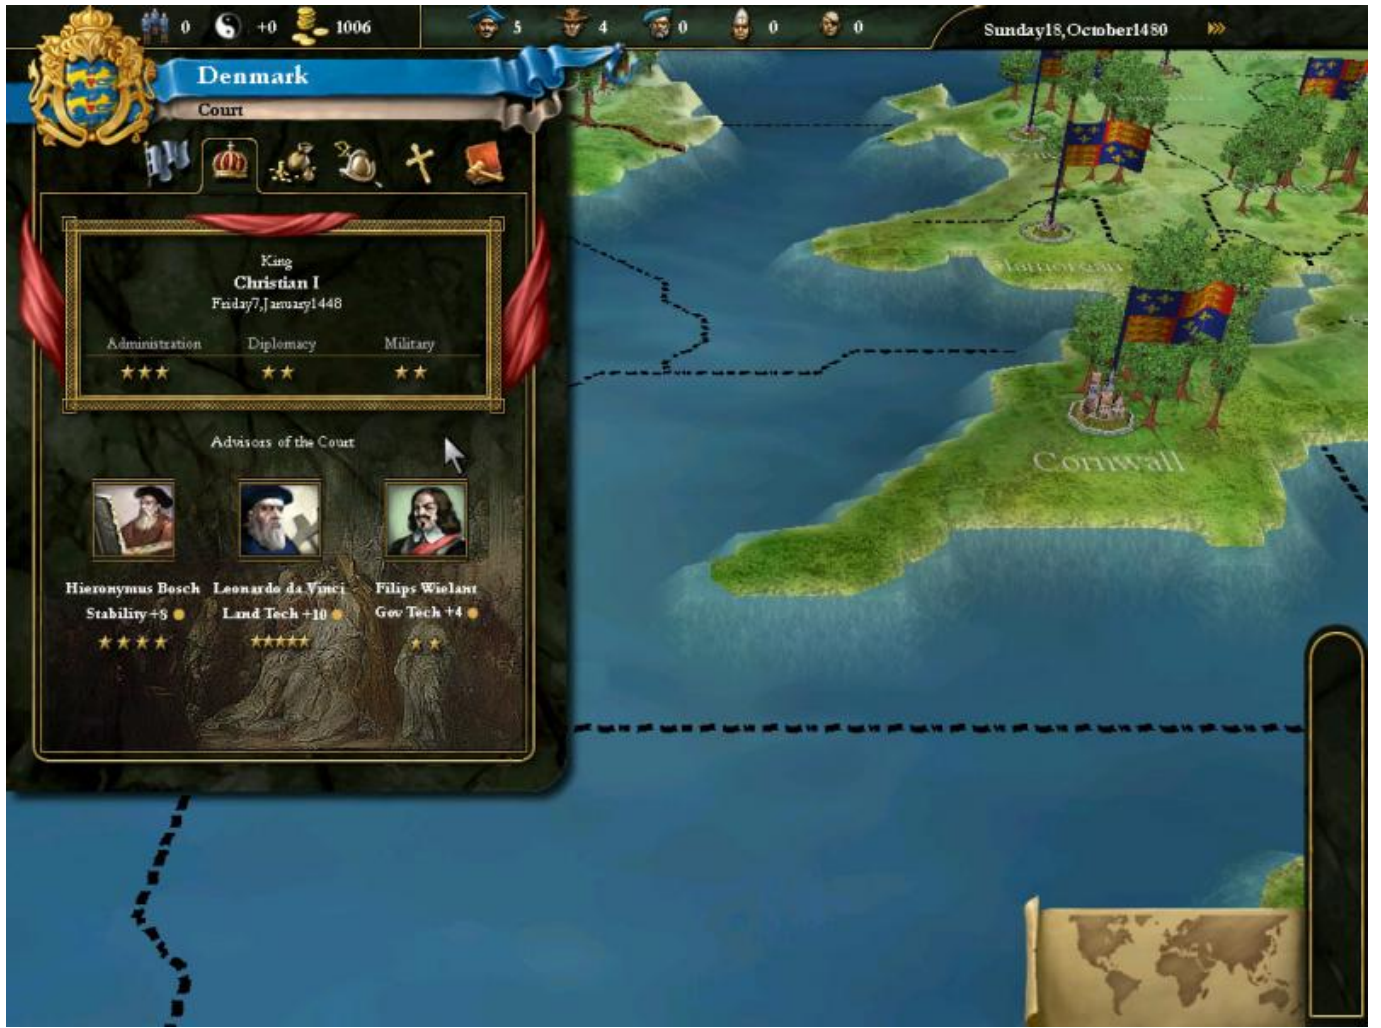 0 +0 1006 5 4 0 0 0 Sunday18,October1480
Denmark
Court
King
Christian I
Friday7,January1448
Administration Diplomacy Military
Advisors of the Court
Hieronymus Bosch Leonardo da Vinci Filips Wielant
Stability+8 Land Tech +10 Gov Tech +4
Cornwall